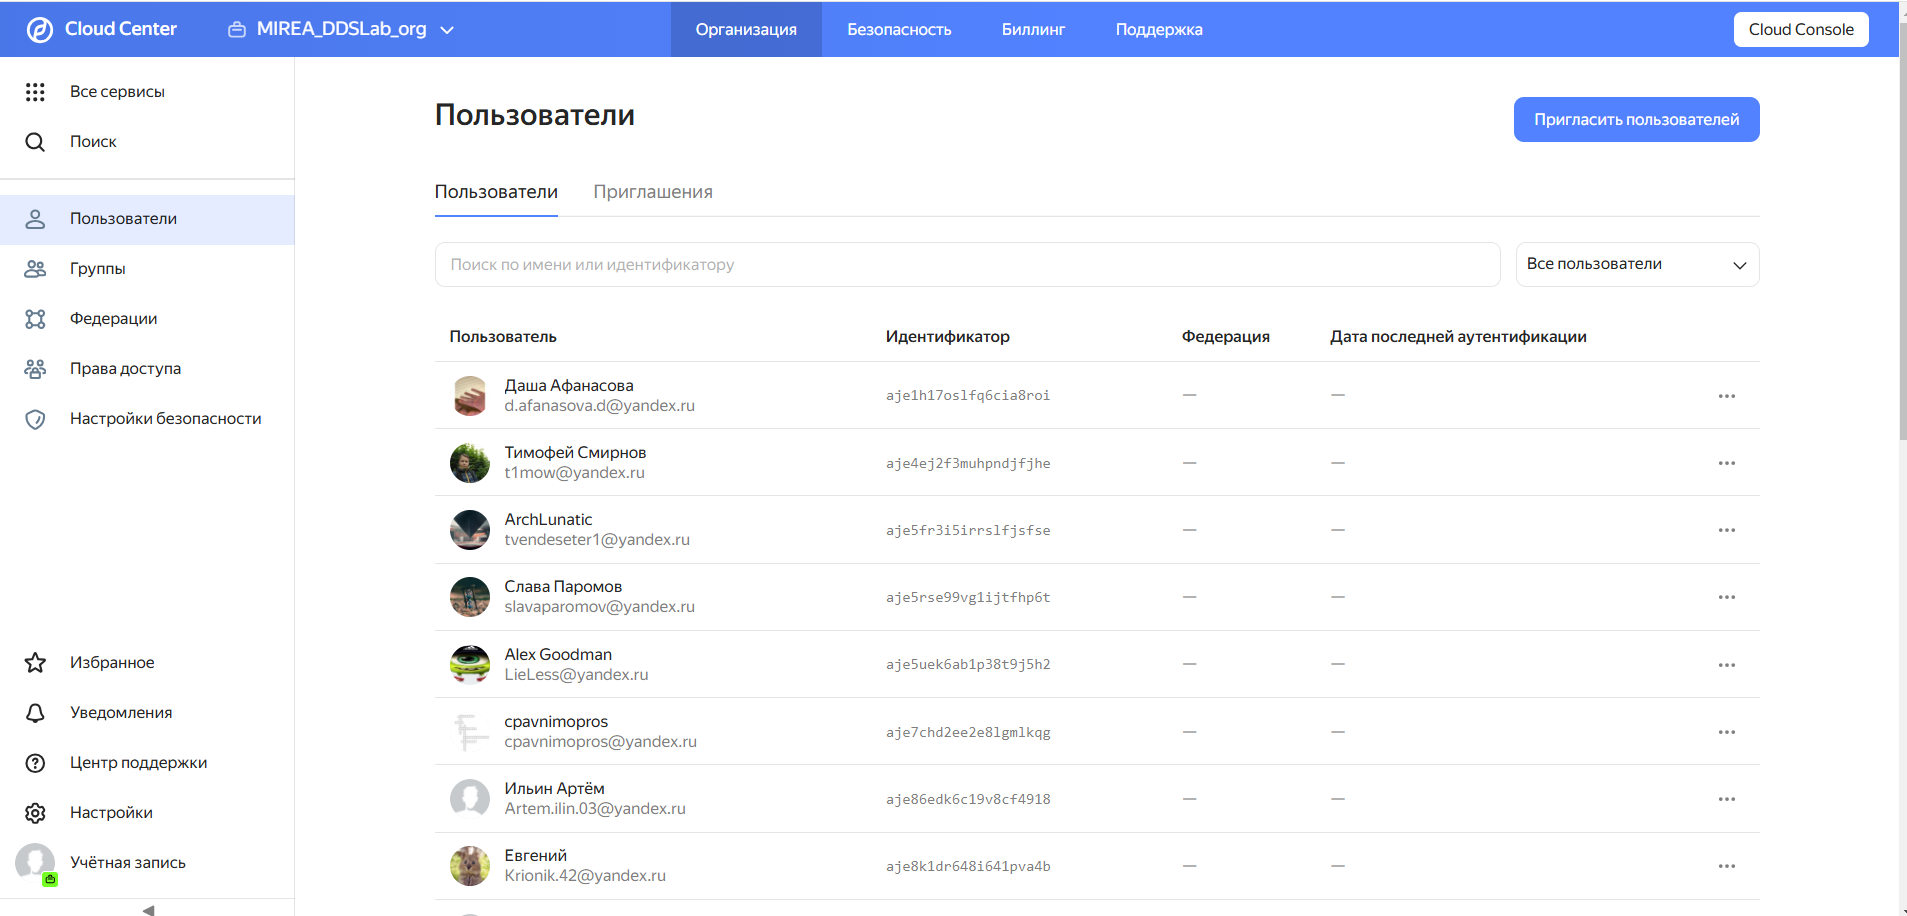 Cloud Center
MIREA_DDSLab_org
Организация
Безопасность
Биллинг
Поддержка
Cloud Console
Все сервисы
Поиск
Пользователи
Группы
Федерации
Права доступа
Настройки безопасности
Избранное
Уведомления
Центр поддержки
Настройки
Учётная запись
Пользователи
Пригласить пользователей
Пользователи
Приглашения
Поиск по имени или идентификатору
Все пользователи
Пользователь Идентификатор Федерация Дата последней аутентификации
Даша Афанасова
d.afanasova.d@yandex.ru
aje1h17oslfq6cia8roi — —
Тимофей Смирнов
t1mow@yandex.ru
aje4ej2f3muhpndjfjhe — —
ArchLunatic
tvendeseter1@yandex.ru
aje5fr3i5irrslfjsfse — —
Слава Паромов
slavaparomov@yandex.ru
aje5rse99vg1ijtfhp6t — —
Alex Goodman
LieLess@yandex.ru
aje5uek6ab1p38t9j5h2 — —
cpavnimopros
cpavnimopros@yandex.ru
aje7chd2ee2e8lgmlkqg — —
Ильин Артём
Artem.ilin.03@yandex.ru
aje86edk6c19v8cf4918 — —
Евгений
Krionik.42@yandex.ru
aje8k1dr648i641pva4b — —